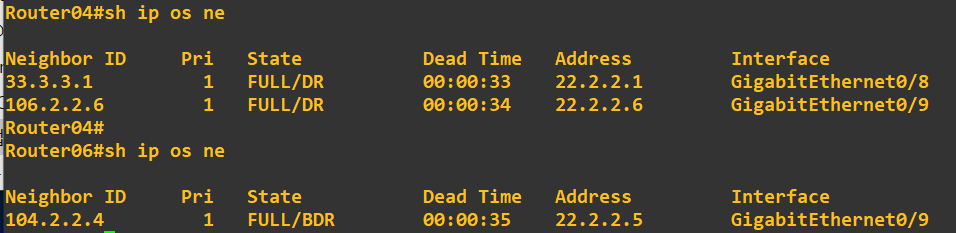 Router04#sh ip os ne
Neighbor ID Pri State Dead Time Address Interface
33.3.3.1 1 FULL/DR 00:00:33 22.2.2.1 GigabitEthernet0/8
106.2.2.6 1 FULL/DR 00:00:34 22.2.2.6 GigabitEthernet0/9
Router04#
Router06#sh ip os ne
Neighbor ID Pri State Dead Time Address Interface
104.2.2.4 1 FULL/BDR 00:00:35 22.2.2.5 GigabitEthernet0/9